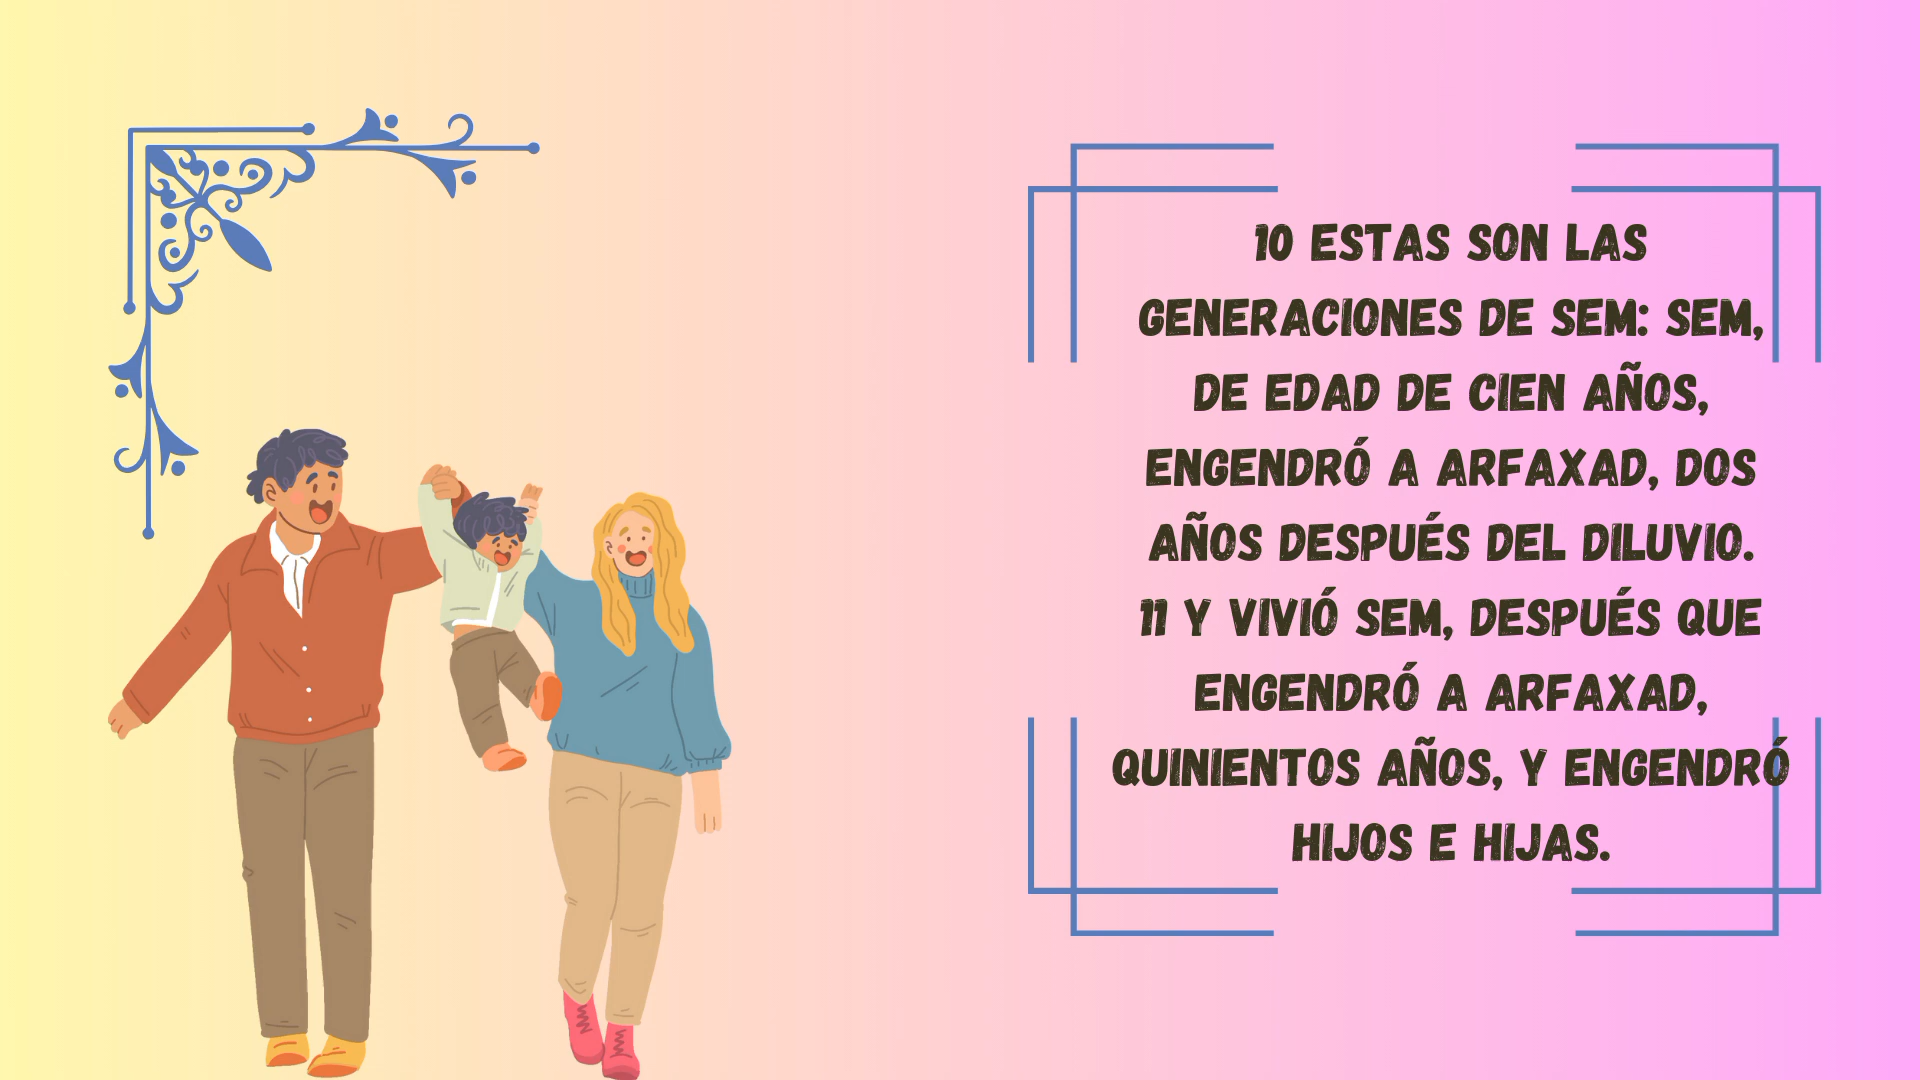 10 ESTAS SON LAS
GENERACIONES DE SEM: SEM,
DE EDAD DE CIEN AÑOS,
ENGENDRÓ A ARFAXAD, DOS
AÑOS DESPUÉS DEL DILUVIO.
11 Y VIVIÓ SEM, DESPUÉS QUE
ENGENDRÓ A ARFAXAD,
QUINIENTOS AÑOS, Y ENGENDRÓ
HIJOS E HIJAS.